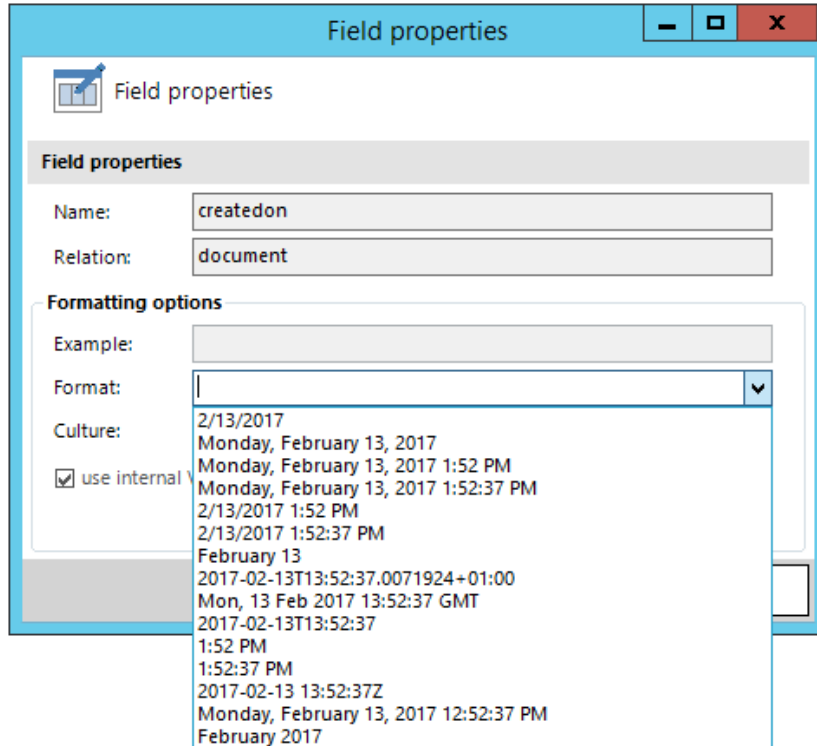 Field properties
Field properties
Field properties
Name: createdon
Relation: document
Formatting options
Example:
Format:
Culture:
use internal
2/13/2017
Monday, February 13, 2017
Monday, February 13, 2017 1:52 PM
Monday, February 13, 2017 1:52:37 PM
2/13/2017 1:52 PM
2/13/2017 1:52:37 PM
February 13
2017-02-13T13:52:37.0071924+01:00
Mon, 13 Feb 2017 13:52:37 GMT
2017-02-13T13:52:37
1:52 PM
1:52:37 PM
2017-02-13 13:52:37Z
Monday, February 13, 2017 12:52:37 PM
February 2017